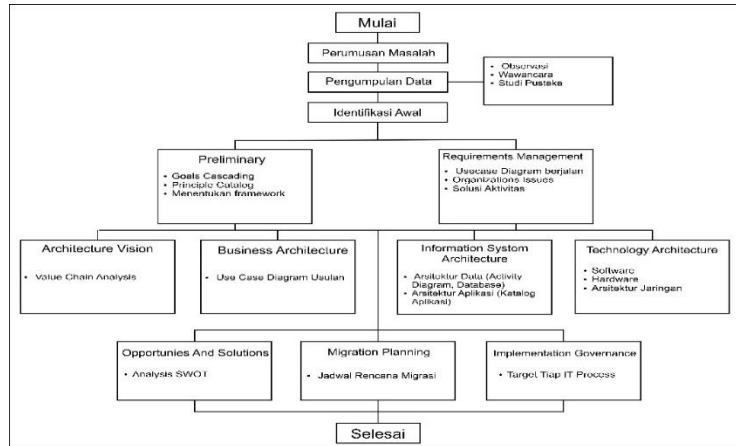 Mulai
Perumusan Masalah
Pengumpulan Data
• Observasi
• Wawancara
• Studi Pustaka
Identifikasi Awal
Preliminary
• Goals Cascading
• Principle Catalog
• Menentukan framework
Requirements Management
• Usecase Diagram berjalan
• Organizations Issues
• Solusi Aktivitas
Architecture Vision
• Value Chain Analysis
Business Architecture
• Use Case Diagram Usulan
Information System
Architecture
• Arsitektur Data (Activity
Diagram, Database)
• Arsitektur Aplikasi (Katalog
Aplikasi)
Technology Architecture
• Software
• Hardware
• Arsitektur Jaringan
Opportunies And Solutions
• Analysis SWOT
Migration Planning
• Jadwal Rencana Migrasi
Implementation Governance
• Target Tiap IT Process
Selesai